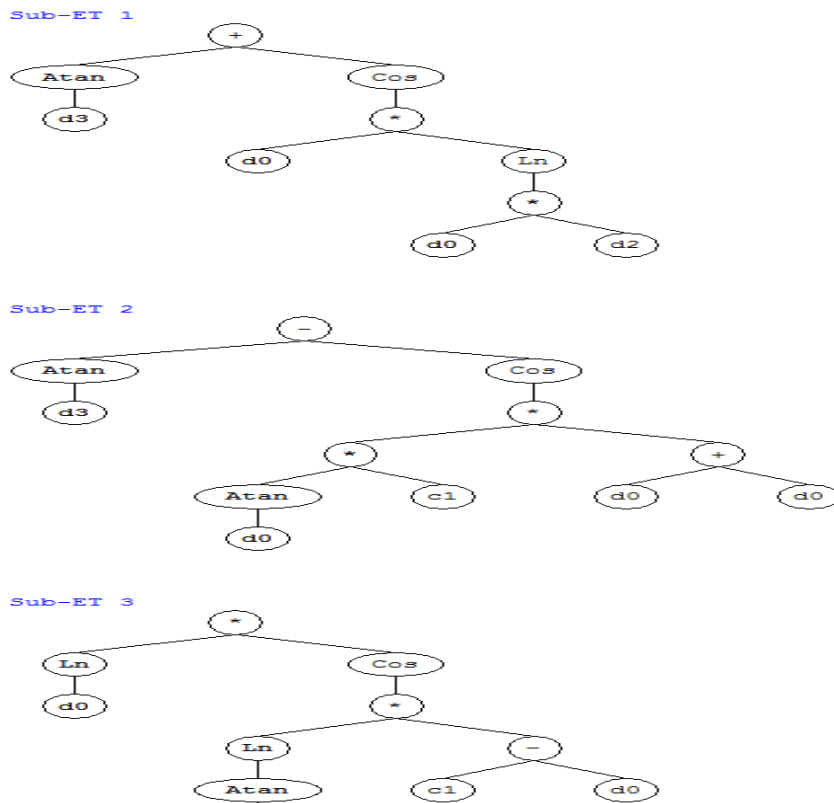 Sub-ET 1
+
Atan Cos
d3 *
d0 Ln
*
d0 d2
Sub-ET 2
-
Atan Cos
d3 *
* +
Atan c1 d0 d0
d0
Sub-ET 3
*
Ln Cos
d0 *
Ln -
Atan c1 d0